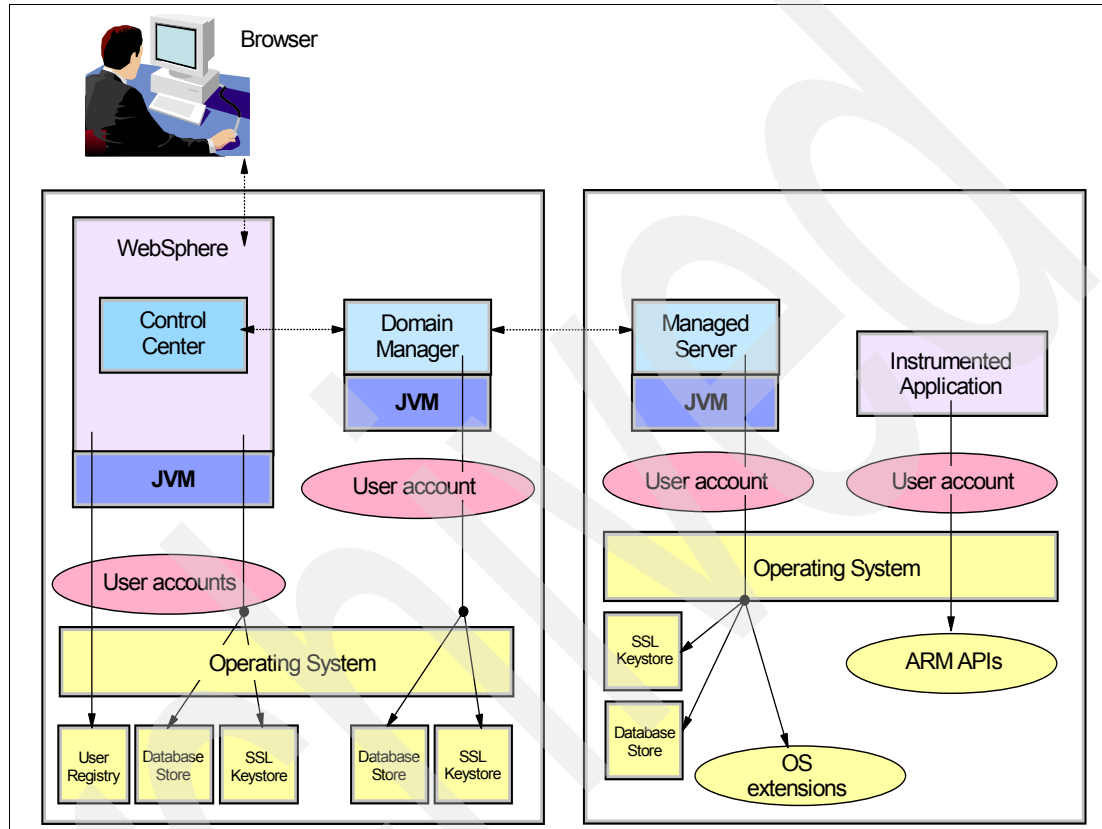 Browser
WebSphere
Control
Center
JVM
Domain
Manager
JVM
User account
User accounts
Operating System
User
Registry
Database
Store
SSL
Keystore
Database
Store
SSL
Keystore
Managed
Server
JVM
Instrumented
Application
User account
User account
Operating System
SSL
Keystore
Database
Store
ARM APIs
OS
extensions